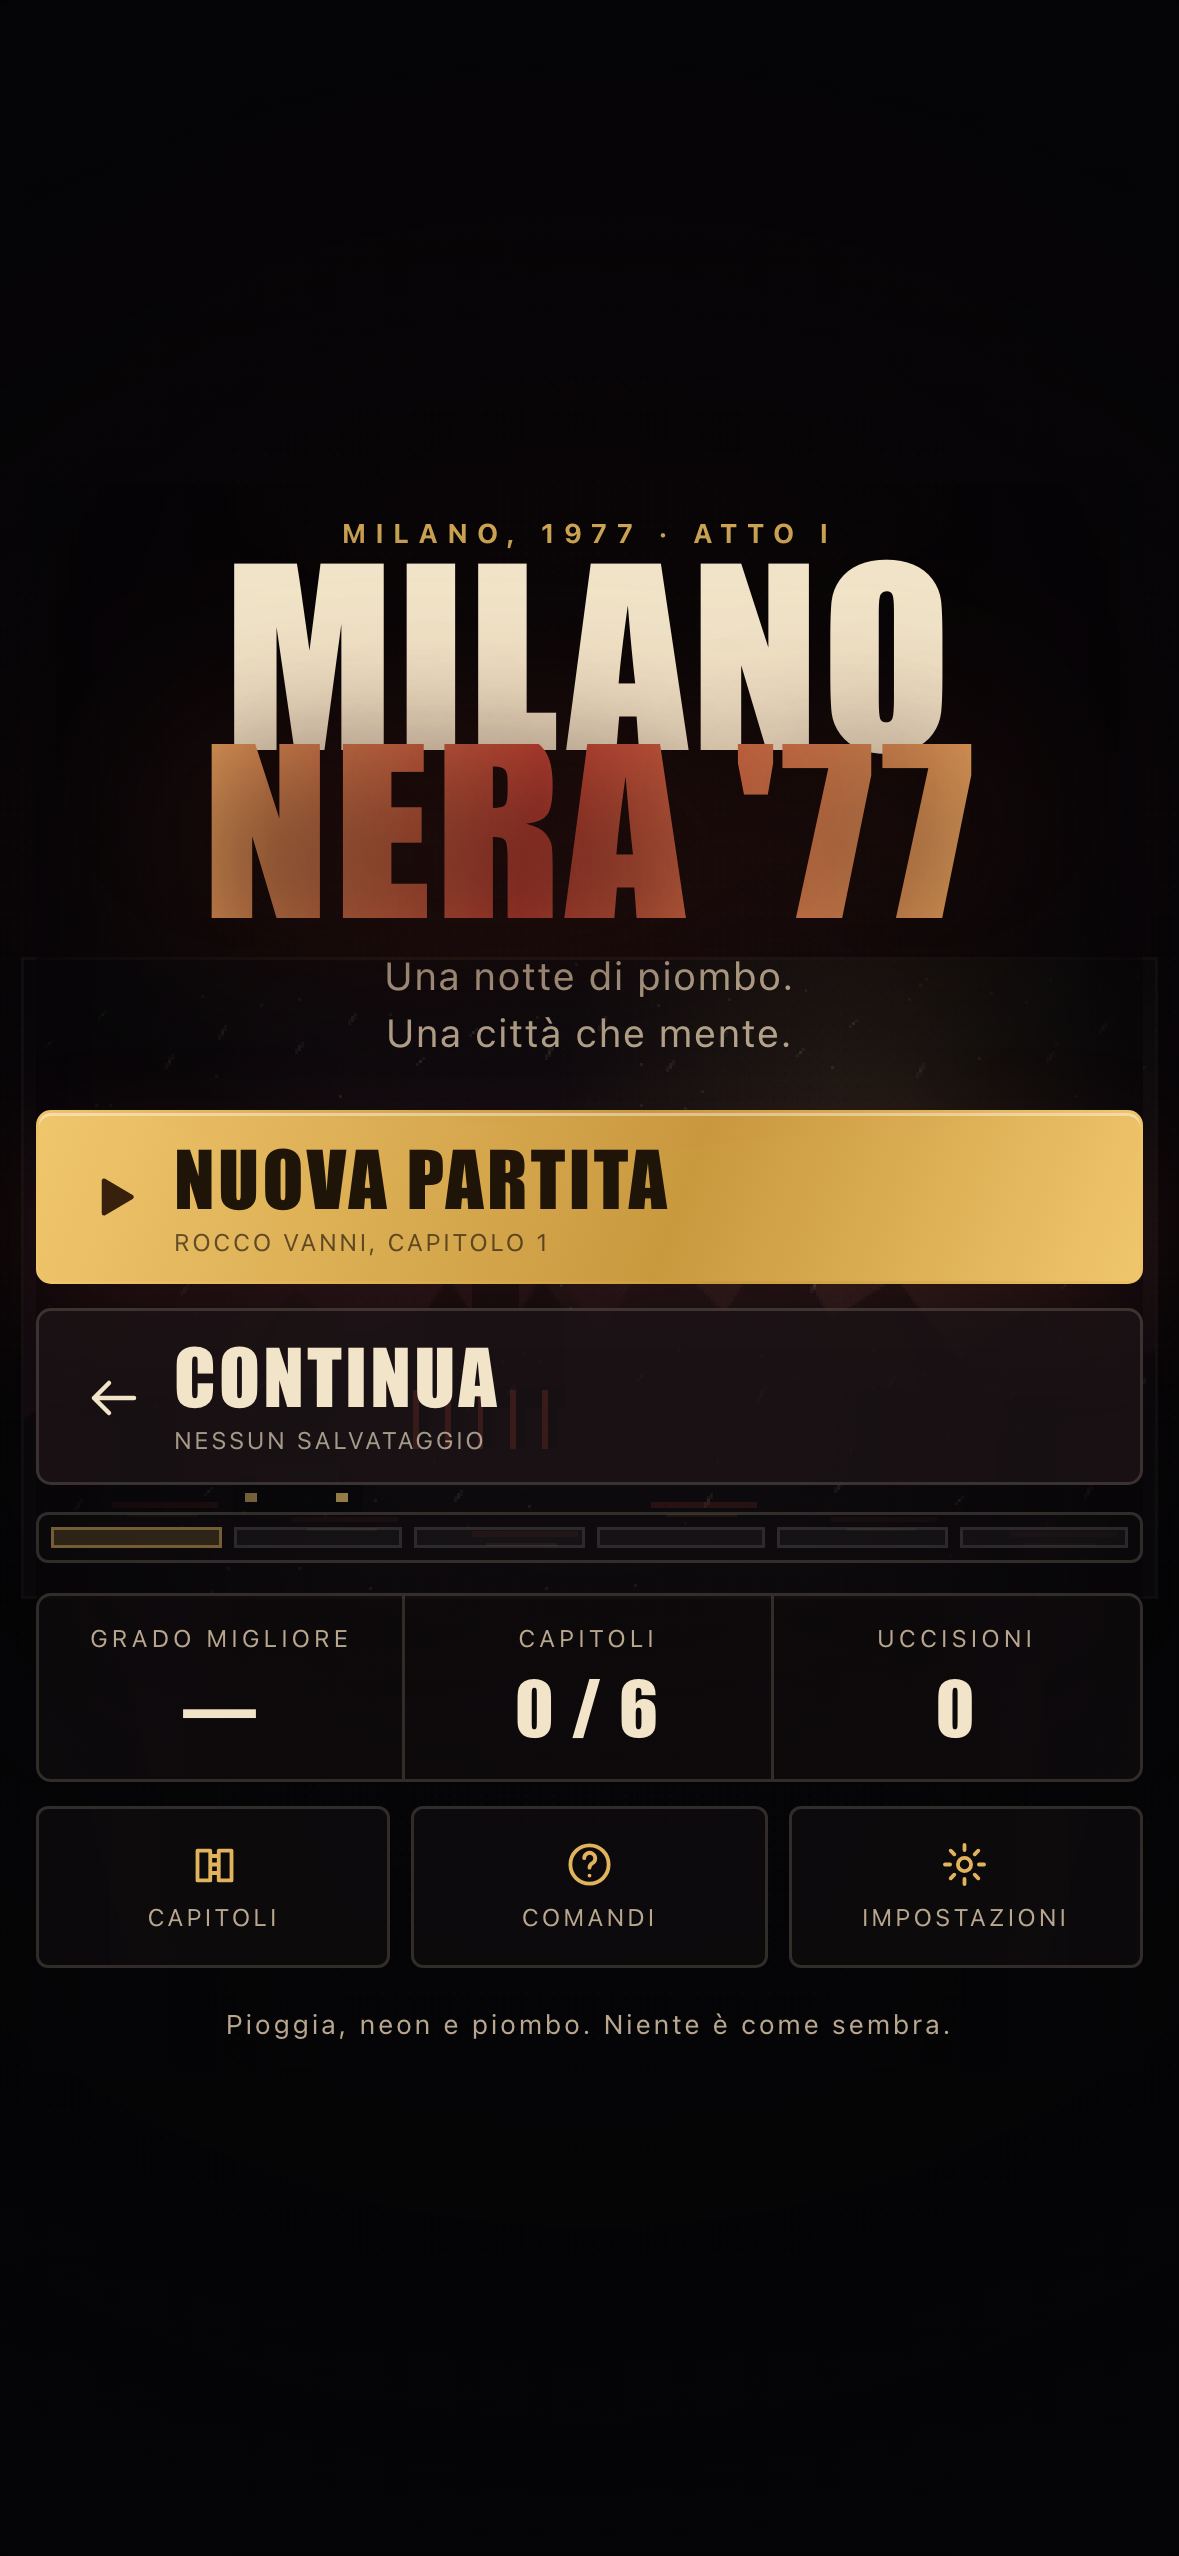 MILANO, 1977 · ATTO I
MILANO
NERA '77
Una notte di piombo.
Una città che mente.
NUOVA PARTITA
ROCCO VANNI, CAPITOLO 1
CONTINUA
NESSUN SALVATAGGIO
GRADO MIGLIORE
CAPITOLI
UCCISIONI
—
0 / 6
0
CAPITOLI
COMANDI
IMPOSTAZIONI
Pioggia, neon e piombo. Niente è come sembra.